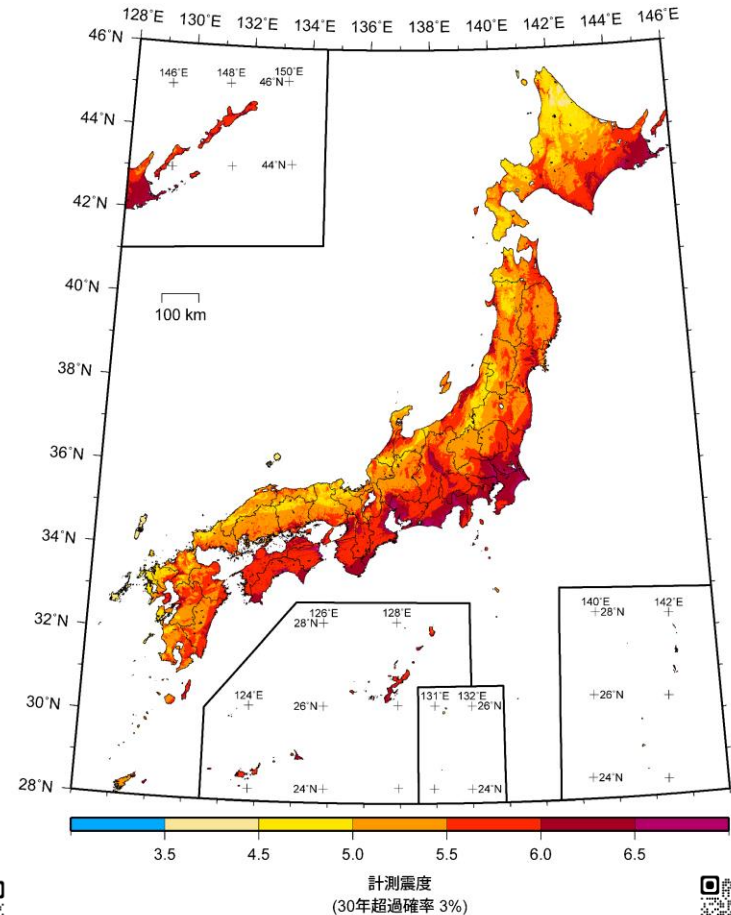 128°E 130°E 132°E 134°E 136°E 138°E 140°E 142°E 144°E 146°E
46°N
146°E 148°E 150°E
46°N
44°N
44°N
42°N
40°N
100 km
38°N
36°N
34°N
32°N
126°E 128°E
28°N
140°E 142°E
28°N
30°N
124°E
26°N
131°E 132°E
26°N
26°N
28°N
24°N
24°N
24°N
3.5 4.5 5.0 5.5 6.0 6.5
計測震度
(30年超過確率 3%)